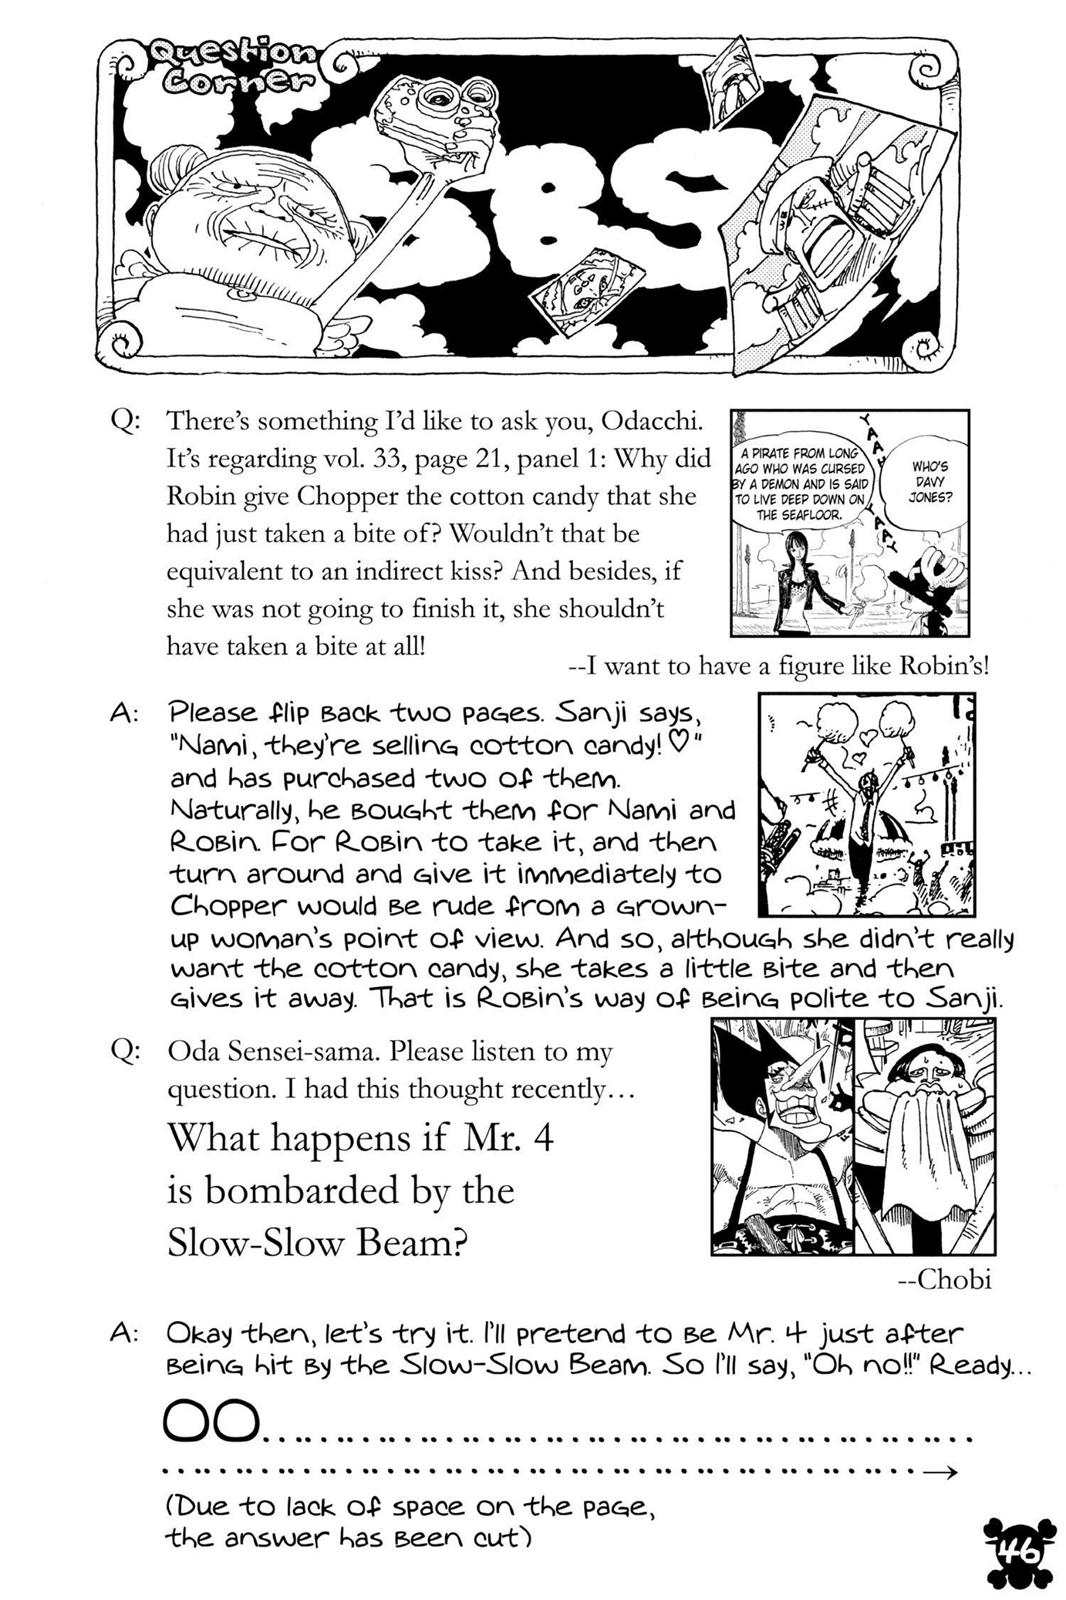 Question
Corner
SBS
Q: There's something I'd like to ask you, Odacchi.
It's regarding vol. 33, page 21, panel 1: Why did
Robin give Chopper the cotton candy that she
had just taken a bite of? Wouldn't that be
equivalent to an indirect kiss? And besides, if
she was not going to finish it, she shouldn't
have taken a bite at all!
A PIRATE FROM LONG
AGO WHO WAS CURSED
BY A DEMON AND IS SAID
TO LIVE DEEP DOWN ON
THE SEAFLOOR.
YAAAY
YAAAY
WHO'S
DAVY
JONES?
--I want to have a figure like Robin's!
A: Please flip back two pages. Sanji says,
"Nami, they're selling cotton candy! ♡"
and has purchased two of them.
Naturally, he bought them for Nami and
Robin. For Robin to take it, and then
turn around and give it immediately to
Chopper would be rude from a grown-
up woman's point of view. And so, although she didn't really
want the cotton candy, she takes a little bite and then
gives it away. That is Robin's way of being polite to Sanji.
Q: Oda Sensei-sama. Please listen to my
question. I had this thought recently...
What happens if Mr. 4
is bombarded by the
Slow-Slow Beam?
--Chobi
A: Okay then, let's try it. I'll pretend to be Mr. 4 just after
being hit by the Slow-Slow Beam. So I'll say, "Oh no!!" Ready...
OO................................................
................................................→
(Due to lack of space on the page,
the answer has been cut)
46